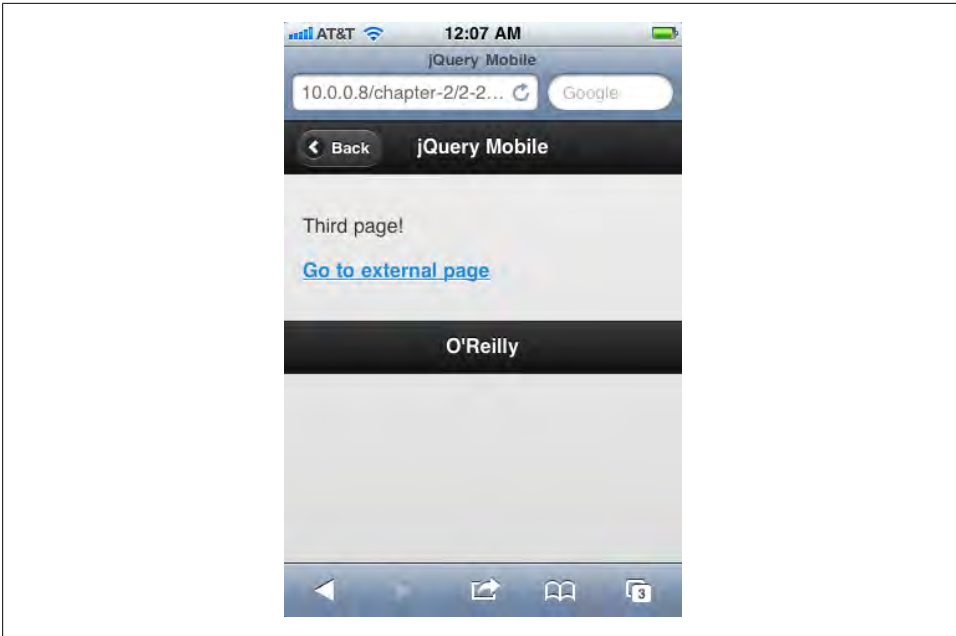 AT&T 12:07 AM
jQuery Mobile
10.0.0.8/chapter-2/2-2... Google
Back jQuery Mobile
Third page!
Go to external page
O'Reilly
3